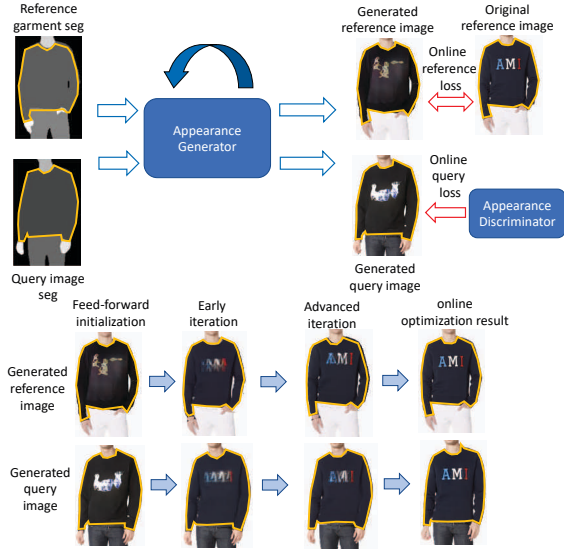 Reference
garment seg
Generated
reference image
Original
reference image
Online
reference
loss
AMI
Appearance
Generator
Online
query
loss
Appearance
Discriminator
Query image
seg
Generated
query image
Feed-forward
initialization
Early
iteration
Advanced
iteration
online
optimization result
Generated
reference
image
AMI
AMI
Generated
query
image
AMI
AMI